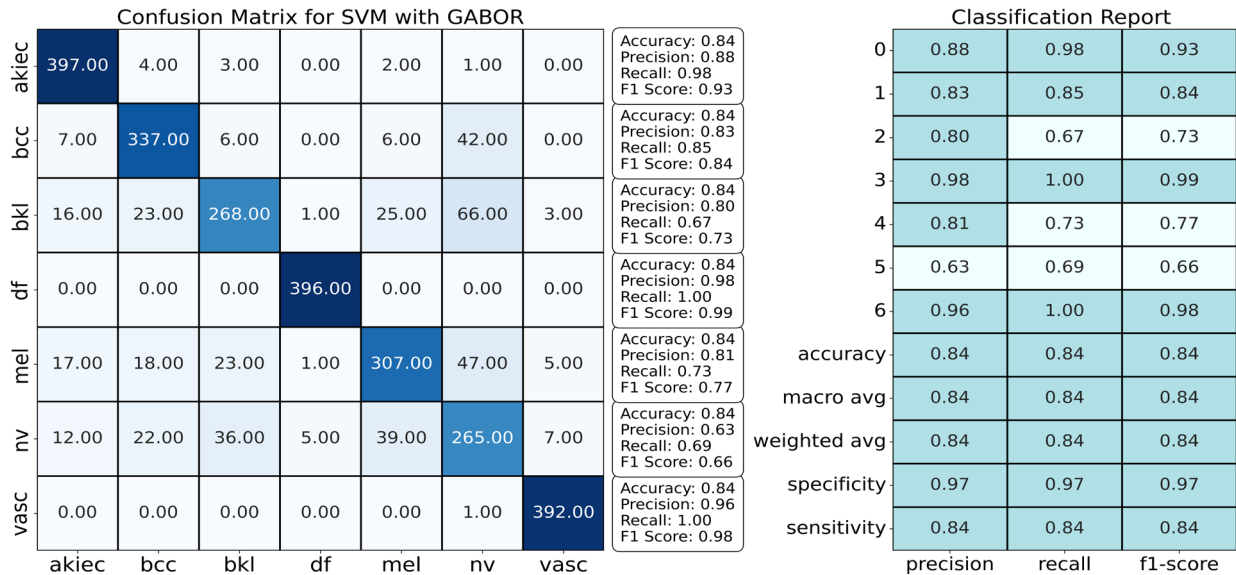 Confusion Matrix for SVM with GABOR
akiec 397.00 4.00 3.00 0.00 2.00 1.00 0.00
Accuracy: 0.84
Precision: 0.88
Recall: 0.98
F1 Score: 0.93
bcc 7.00 337.00 6.00 0.00 6.00 42.00 0.00
Accuracy: 0.84
Precision: 0.83
Recall: 0.85
F1 Score: 0.84
bkl 16.00 23.00 268.00 1.00 25.00 66.00 3.00
Accuracy: 0.84
Precision: 0.80
Recall: 0.67
F1 Score: 0.73
df 0.00 0.00 0.00 396.00 0.00 0.00 0.00
Accuracy: 0.84
Precision: 0.98
Recall: 1.00
F1 Score: 0.99
mel 17.00 18.00 23.00 1.00 307.00 47.00 5.00
Accuracy: 0.84
Precision: 0.81
Recall: 0.73
F1 Score: 0.77
nv 12.00 22.00 36.00 5.00 39.00 265.00 7.00
Accuracy: 0.84
Precision: 0.63
Recall: 0.69
F1 Score: 0.66
vasc 0.00 0.00 0.00 0.00 0.00 1.00 392.00
Accuracy: 0.84
Precision: 0.96
Recall: 1.00
F1 Score: 0.98
akiec bcc bkl df mel nv vasc
Classification Report
0 0.88 0.98 0.93
1 0.83 0.85 0.84
2 0.80 0.67 0.73
3 0.98 1.00 0.99
4 0.81 0.73 0.77
5 0.63 0.69 0.66
6 0.96 1.00 0.98
accuracy 0.84 0.84 0.84
macro avg 0.84 0.84 0.84
weighted avg 0.84 0.84 0.84
specificity 0.97 0.97 0.97
sensitivity 0.84 0.84 0.84
precision recall f1-score